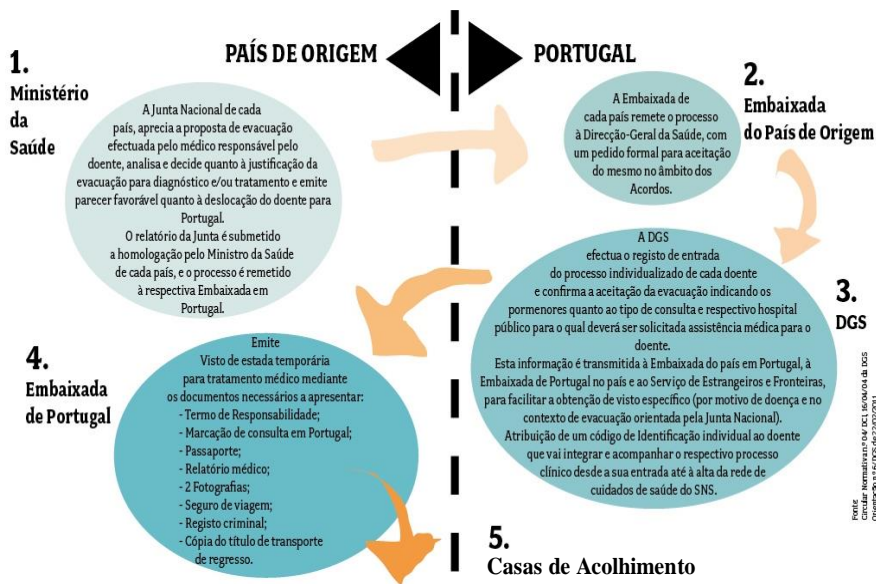 PAÍS DE ORIGEM
PORTUGAL
1.
Ministério
da
Saúde
A Junta Nacional de cada
país, aprecia a proposta de evacuação
efectuada pelo médico responsável pelo
doente, analisa e decide quanto à justificação da
evacuação para diagnóstico e/ou tratamento e emite
parecer favorável quanto à deslocação do doente para
Portugal.
O relatório da Junta é submetido
a homologação pelo Ministro da Saúde
de cada país, e o processo é remetido
à respectiva Embaixada em
Portugal.
2.
Embaixada
do País de Origem
A Embaixada de
cada país remete o processo
à Direcção-Geral da Saúde, com
um pedido formal para aceitação
do mesmo no âmbito dos
Acordos.
3.
DGS
A DGS
efectua o registo de entrada
do processo individualizado de cada doente
e confirma a aceitação da evacuação indicando os
pormenores quanto ao tipo de consulta e respectivo hospital
público para o qual deverá ser solicitada assistência médica para o
doente.
Esta informação é transmitida à Embaixada do país em Portugal, à
Embaixada de Portugal no país e ao Serviço de Estrangeiros e Fronteiras,
para facilitar a obtenção de visto específico (por motivo de doença e no
contexto de evacuação orientada pela Junta Nacional).
Atribuição de um código de Identificação individual ao doente
que vai integrar e acompanhar o respectivo processo
clínico desde a sua entrada até à alta da rede de
cuidados de saúde do SNS.
4.
Embaixada
de Portugal
Emite
Visto de estada temporária
para tratamento médico mediante
os documentos necessários a apresentar:
- Termo de Responsabilidade;
- Marcação de consulta em Portugal;
- Passaporte;
- Relatório médico;
- 2 Fotografias;
- Seguro de viagem;
- Registo criminal;
- Cópia do título de transporte
de regresso.
5.
Casas de Acolhimento
Fonte
Circular Normativa n.º 04/ DCI, 16/04/04 da DGS